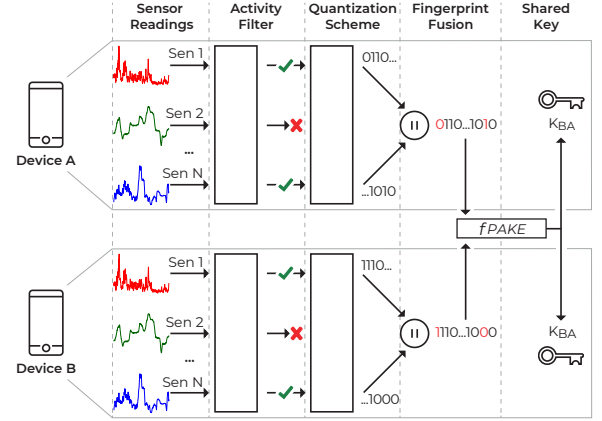 Sensor Readings
Activity Filter
Quantization Scheme
Fingerprint Fusion
Shared Key
Sen 1
0110...
Sen 2
...
Sen N
...1010
Device A
0110...1010
KBA
fPAKE
Sen 1
1110...
Sen 2
...
Sen N
...1000
Device B
1110...1000
KBA